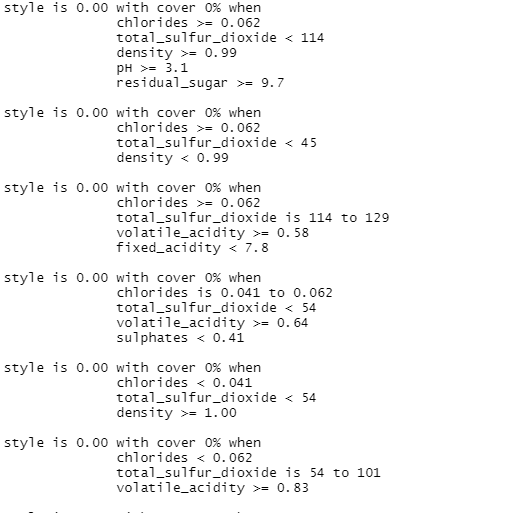 style is 0.00 with cover 0% when
chlorides >= 0.062
total_sulfur_dioxide < 114
density >= 0.99
pH >= 3.1
residual_sugar >= 9.7
style is 0.00 with cover 0% when
chlorides >= 0.062
total_sulfur_dioxide < 45
density < 0.99
style is 0.00 with cover 0% when
chlorides >= 0.062
total_sulfur_dioxide is 114 to 129
volatile_acidity >= 0.58
fixed_acidity < 7.8
style is 0.00 with cover 0% when
chlorides is 0.041 to 0.062
total_sulfur_dioxide < 54
volatile_acidity >= 0.64
sulphates < 0.41
style is 0.00 with cover 0% when
chlorides < 0.041
total_sulfur_dioxide < 54
density >= 1.00
style is 0.00 with cover 0% when
chlorides < 0.062
total_sulfur_dioxide is 54 to 101
volatile_acidity >= 0.83